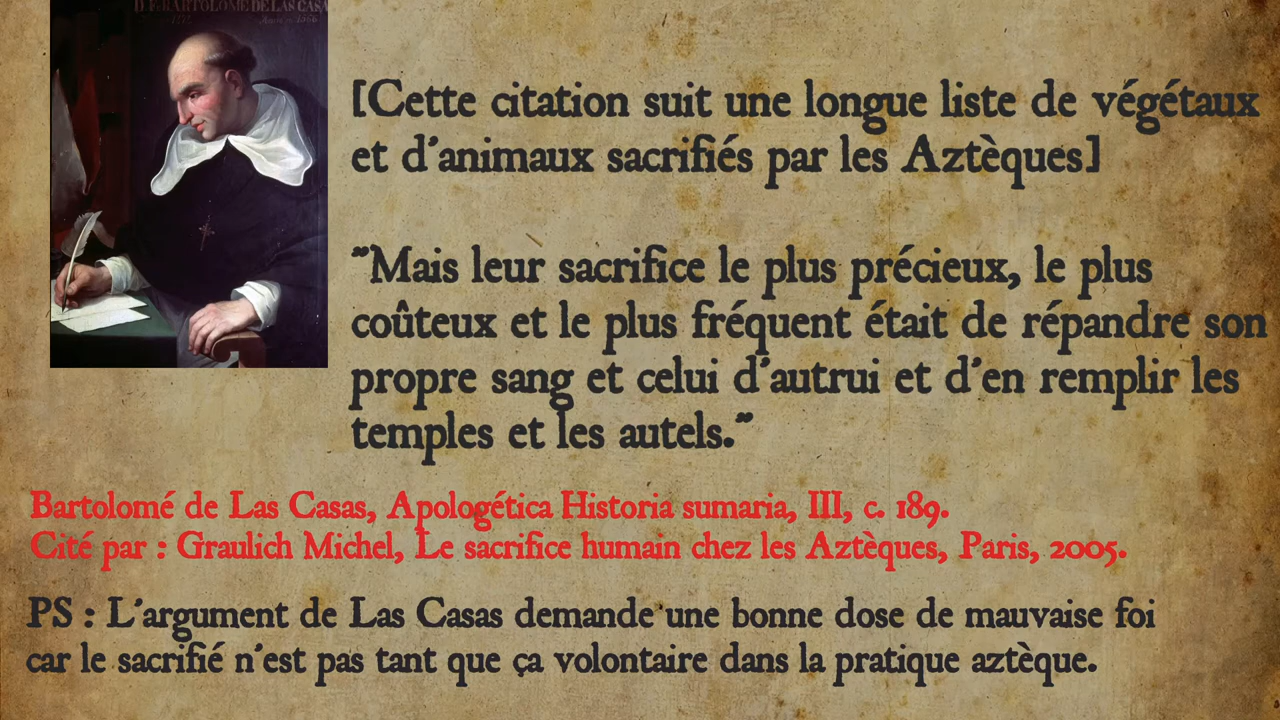 D. F. BARTOLOMÉ DE LAS CASAS
[Cette citation suit une longue liste de végétaux
et d'animaux sacrifiés par les Aztèques]
"Mais leur sacrifice le plus précieux, le plus
coûteux et le plus fréquent était de répandre son
propre sang et celui d'autrui et d'en remplir les
temples et les autels."
Bartolomé de Las Casas, Apologética Historia sumaria, III, c. 189.
Cité par : Graulich Michel, Le sacrifice humain chez les Aztèques, Paris, 2005.
PS : L'argument de Las Casas demande une bonne dose de mauvaise foi
car le sacrifié n'est pas tant que ça volontaire dans la pratique aztèque.